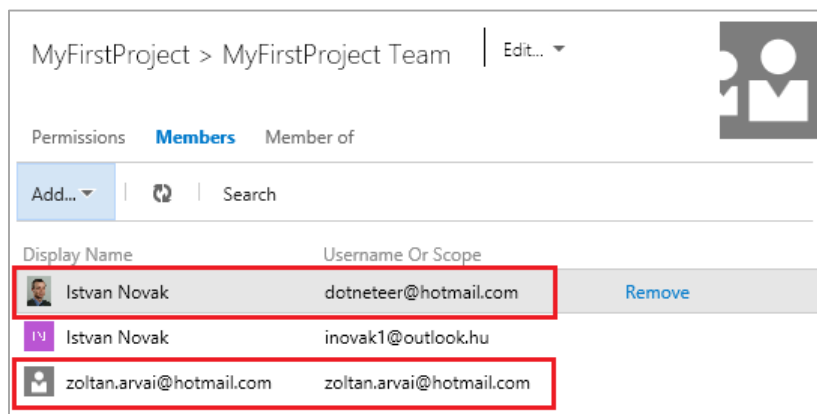 MyFirstProject > MyFirstProject Team Edit...
Permissions Members Member of
Add... Search
Display Name Username Or Scope
Istvan Novak dotneteer@hotmail.com Remove
Istvan Novak inovak1@outlook.hu
zoltan.arvai@hotmail.com zoltan.arvai@hotmail.com